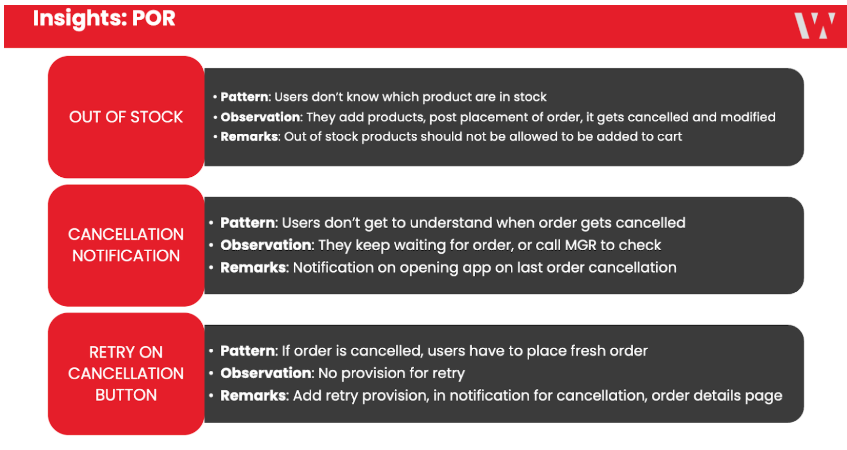 Insights: POR
OUT OF STOCK
• Pattern: Users don't know which product are in stock
• Observation: They add products, post placement of order, it gets cancelled and modified
• Remarks: Out of stock products should not be allowed to be added to cart
CANCELLATION
NOTIFICATION
• Pattern: Users don't get to understand when order gets cancelled
• Observation: They keep waiting for order, or call MGR to check
• Remarks: Notification on opening app on last order cancellation
RETRY ON
CANCELLATION
BUTTON
• Pattern: If order is cancelled, users have to place fresh order
• Observation: No provision for retry
• Remarks: Add retry provision, in notification for cancellation, order details page